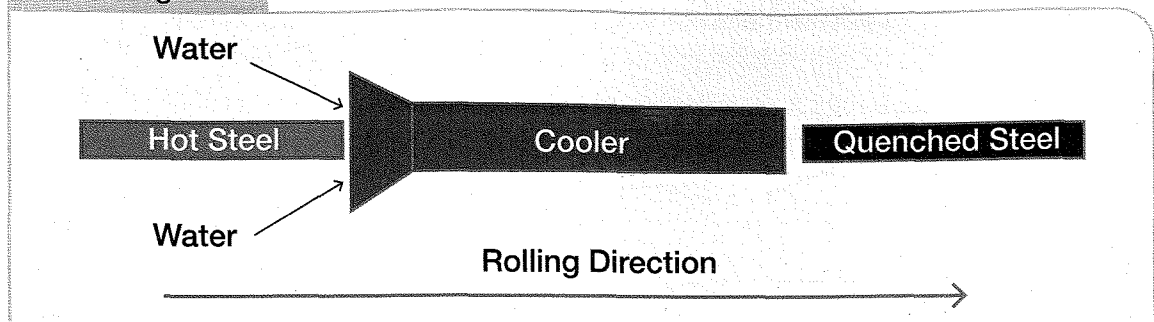 Water
Hot Steel
Cooler
Quenched Steel
Water
Rolling Direction